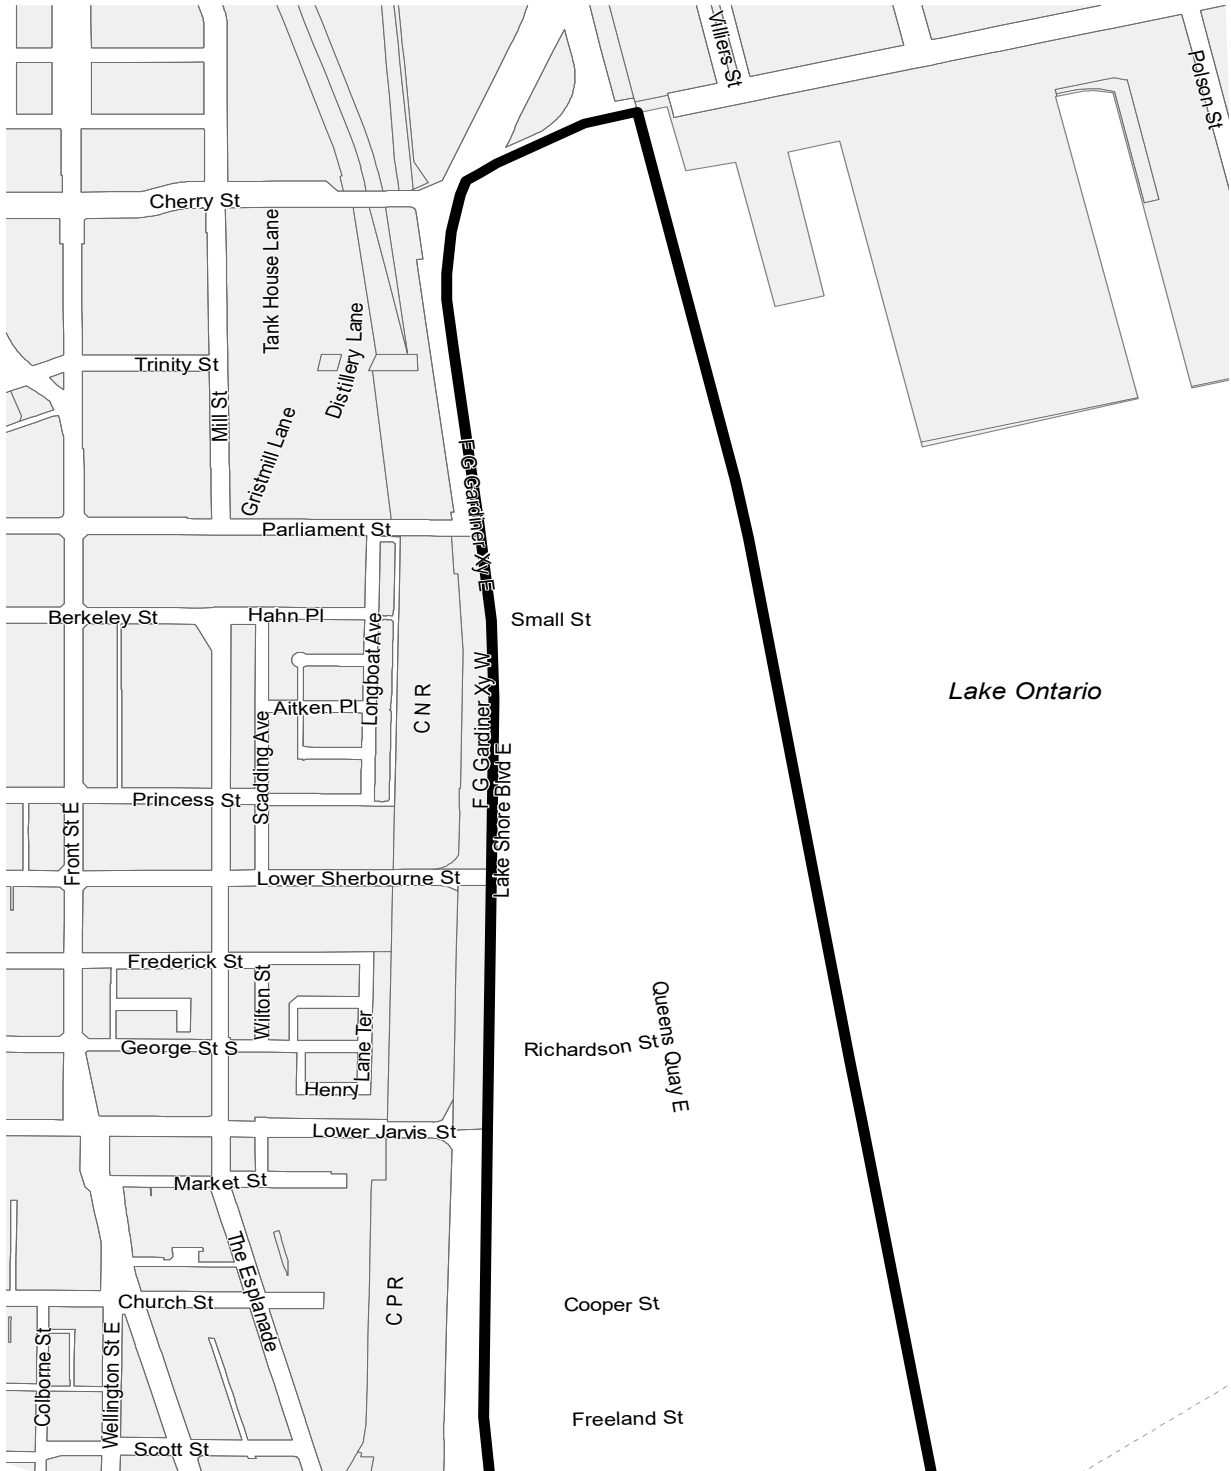 Villiers St
Polson St
Cherry St
Tank House Lane
Distillery Lane
Trinity St
Mill St
Gristmill Lane
F G Gardiner Xy E
Parliament St
Berkeley St
Hahn Pl
Small St
Longboat Ave
F G Gardiner Xy W
CNR
Lake Ontario
Aitken Pl
Scadding Ave
Lake Shore Blvd E
Princess St
Front St E
Lower Sherbourne St
Frederick St
Wilton St
Queens Quay E
George St S
Henry Lane Ter
Richardson St
Lower Jarvis St
Market St
The Esplanade
CPR
Church St
Cooper St
Colborne St
Wellington St E
Freeland St
Scott St